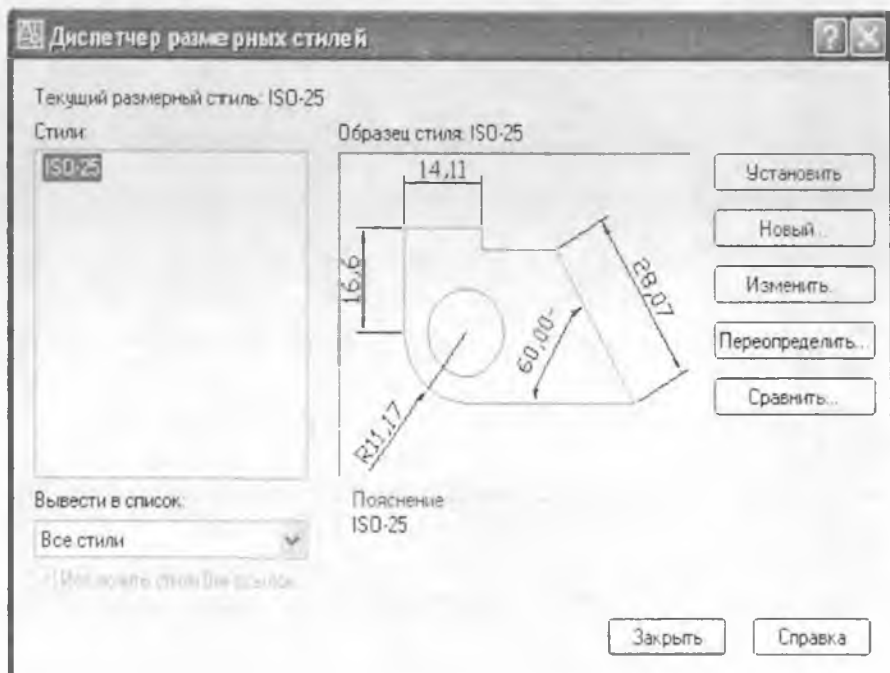 Диспетчер размерных стилей
Текущий размерный стиль: ISO-25
Стили:
ISO-25
Образец стиля: ISO-25
14,11
16,6
28,07
60,00
R11,17
Установить
Новый...
Изменить...
Переопределить...
Сравнить...
Вывести в список:
Все стили
Пояснение
ISO-25
Закрыть
Справка